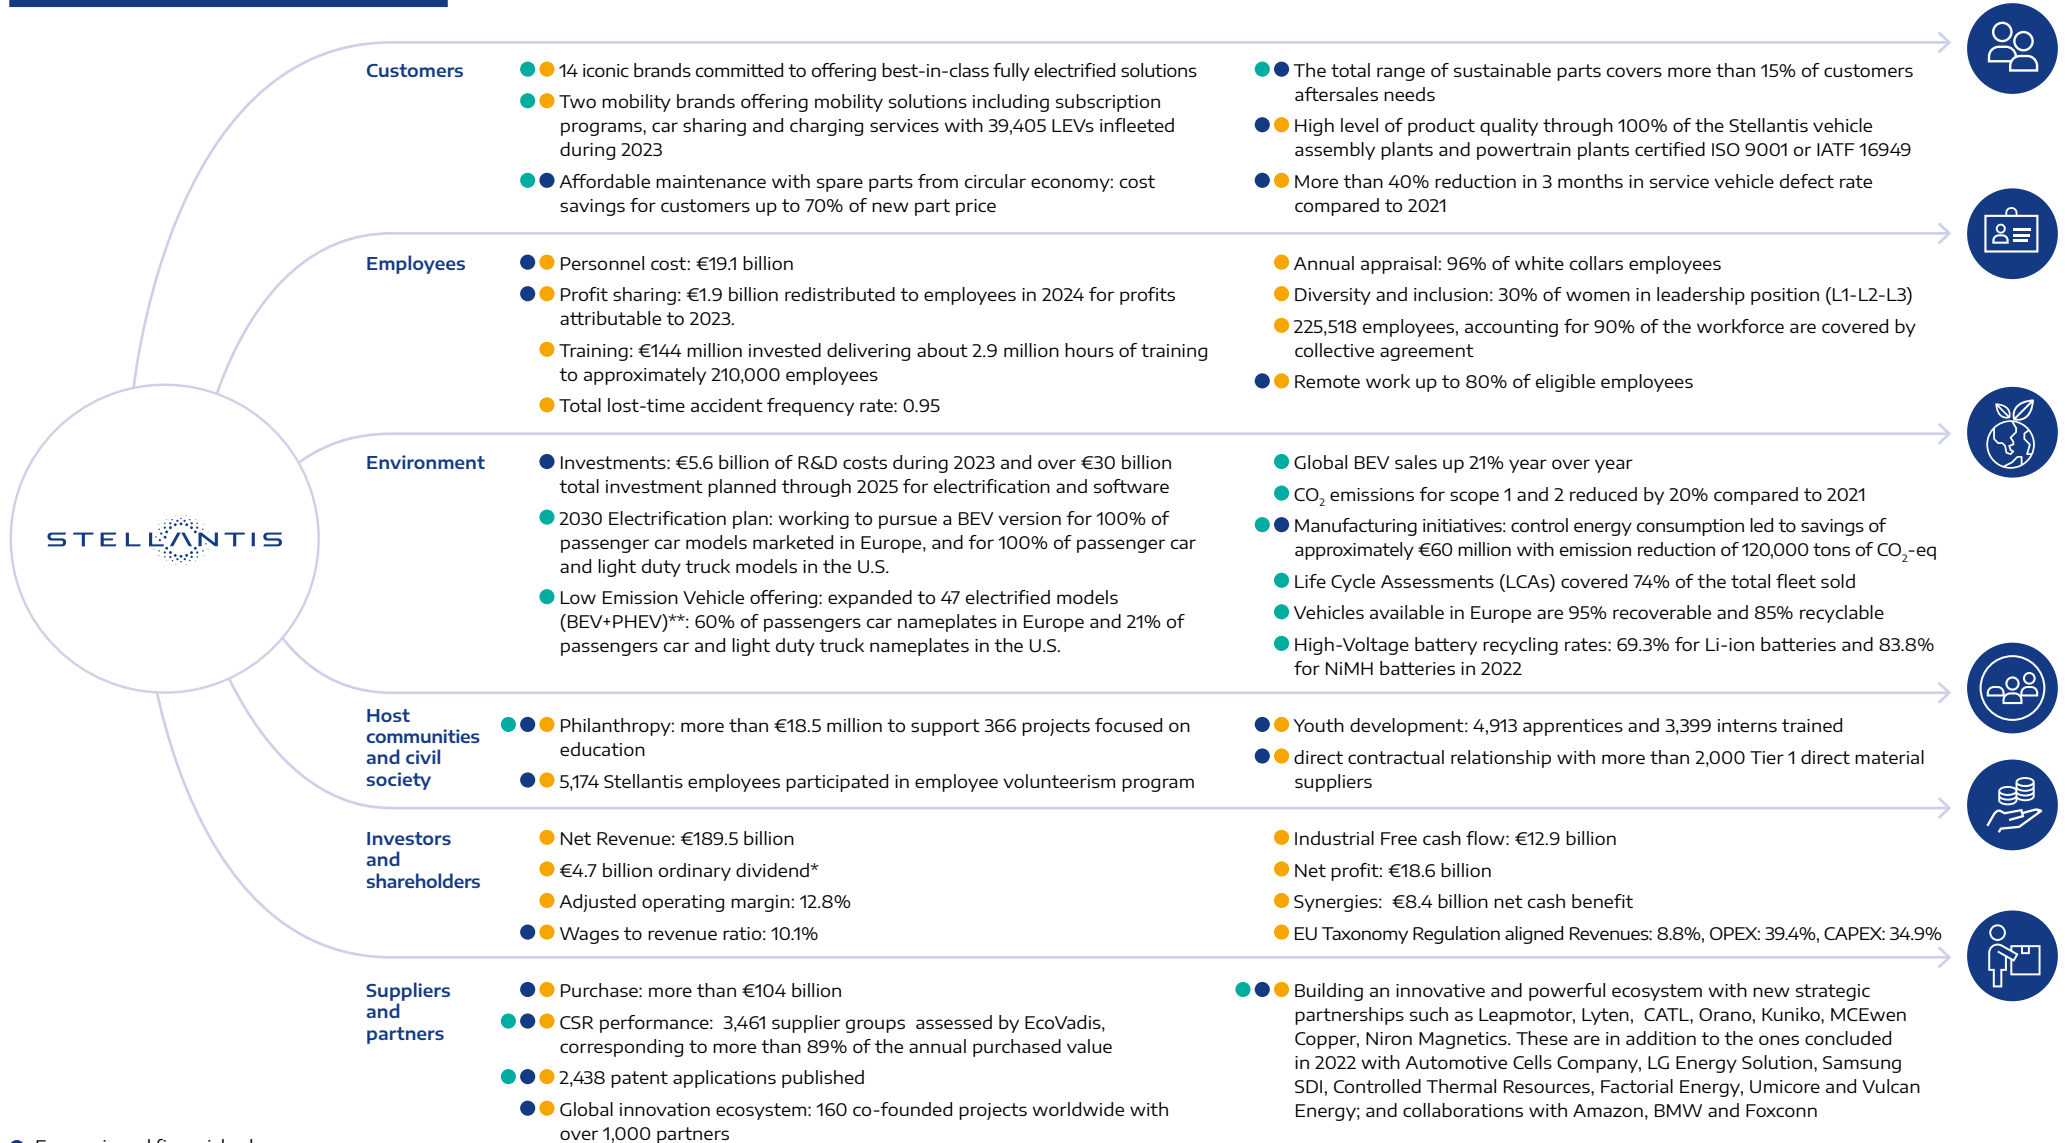 STELLANTIS
Customers
14 iconic brands committed to offering best-in-class fully electrified solutions
Two mobility brands offering mobility solutions including subscription
programs, car sharing and charging services with 39,405 LEVs infleeted
during 2023
Affordable maintenance with spare parts from circular economy: cost
savings for customers up to 70% of new part price
The total range of sustainable parts covers more than 15% of customers
aftersales needs
High level of product quality through 100% of the Stellantis vehicle
assembly plants and powertrain plants certified ISO 9001 or IATF 16949
More than 40% reduction in 3 months in service vehicle defect rate
compared to 2021
Employees
Personnel cost: €19.1 billion
Profit sharing: €1.9 billion redistributed to employees in 2024 for profits
attributable to 2023.
Training: €144 million invested delivering about 2.9 million hours of training
to approximately 210,000 employees
Total lost-time accident frequency rate: 0.95
Annual appraisal: 96% of white collars employees
Diversity and inclusion: 30% of women in leadership position (L1-L2-L3)
225,518 employees, accounting for 90% of the workforce are covered by
collective agreement
Remote work up to 80% of eligible employees
Environment
Investments: €5.6 billion of R&D costs during 2023 and over €30 billion
total investment planned through 2025 for electrification and software
2030 Electrification plan: working to pursue a BEV version for 100% of
passenger car models marketed in Europe, and for 100% of passenger car
and light duty truck models in the U.S.
Low Emission Vehicle offering: expanded to 47 electrified models
(BEV+PHEV)**: 60% of passengers car nameplates in Europe and 21% of
passengers car and light duty truck nameplates in the U.S.
Global BEV sales up 21% year over year
CO₂ emissions for scope 1 and 2 reduced by 20% compared to 2021
Manufacturing initiatives: control energy consumption led to savings of
approximately €60 million with emission reduction of 120,000 tons of CO₂-eq
Life Cycle Assessments (LCAs) covered 74% of the total fleet sold
Vehicles available in Europe are 95% recoverable and 85% recyclable
High-Voltage battery recycling rates: 69.3% for Li-ion batteries and 83.8%
for NiMH batteries in 2022
Host
communities
and civil
society
Philanthropy: more than €18.5 million to support 366 projects focused on
education
5,174 Stellantis employees participated in employee volunteerism program
Youth development: 4,913 apprentices and 3,399 interns trained
direct contractual relationship with more than 2,000 Tier 1 direct material
suppliers
Investors
and
shareholders
Net Revenue: €189.5 billion
€4.7 billion ordinary dividend*
Adjusted operating margin: 12.8%
Wages to revenue ratio: 10.1%
Industrial Free cash flow: €12.9 billion
Net profit: €18.6 billion
Synergies: €8.4 billion net cash benefit
EU Taxonomy Regulation aligned Revenues: 8.8%, OPEX: 39.4%, CAPEX: 34.9%
Suppliers
and
partners
Purchase: more than €104 billion
CSR performance: 3,461 supplier groups assessed by EcoVadis,
corresponding to more than 89% of the annual purchased value
2,438 patent applications published
Global innovation ecosystem: 160 co-founded projects worldwide with
over 1,000 partners
Building an innovative and powerful ecosystem with new strategic
partnerships such as Leapmotor, Lyten, CATL, Orano, Kuniko, MCEwen
Copper, Niron Magnetics. These are in addition to the ones concluded
in 2022 with Automotive Cells Company, LG Energy Solution, Samsung
SDI, Controlled Thermal Resources, Factorial Energy, Umicore and Vulcan
Energy; and collaborations with Amazon, BMW and Foxconn